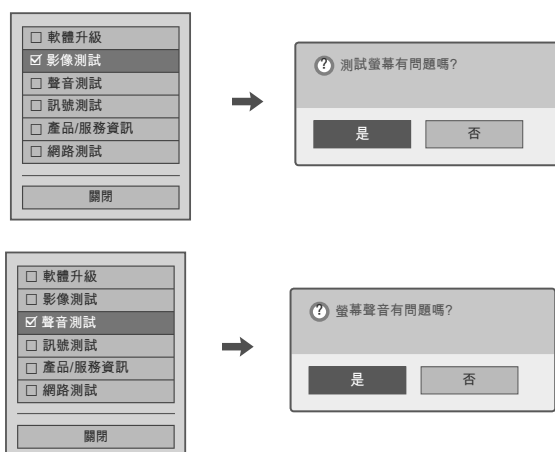 軟體升級
影像測試
聲音測試
訊號測試
產品/服務資訊
網路測試
關閉
? 測試螢幕有問題嗎?
是 否
軟體升級
影像測試
聲音測試
訊號測試
產品/服務資訊
網路測試
關閉
? 螢幕聲音有問題嗎?
是 否